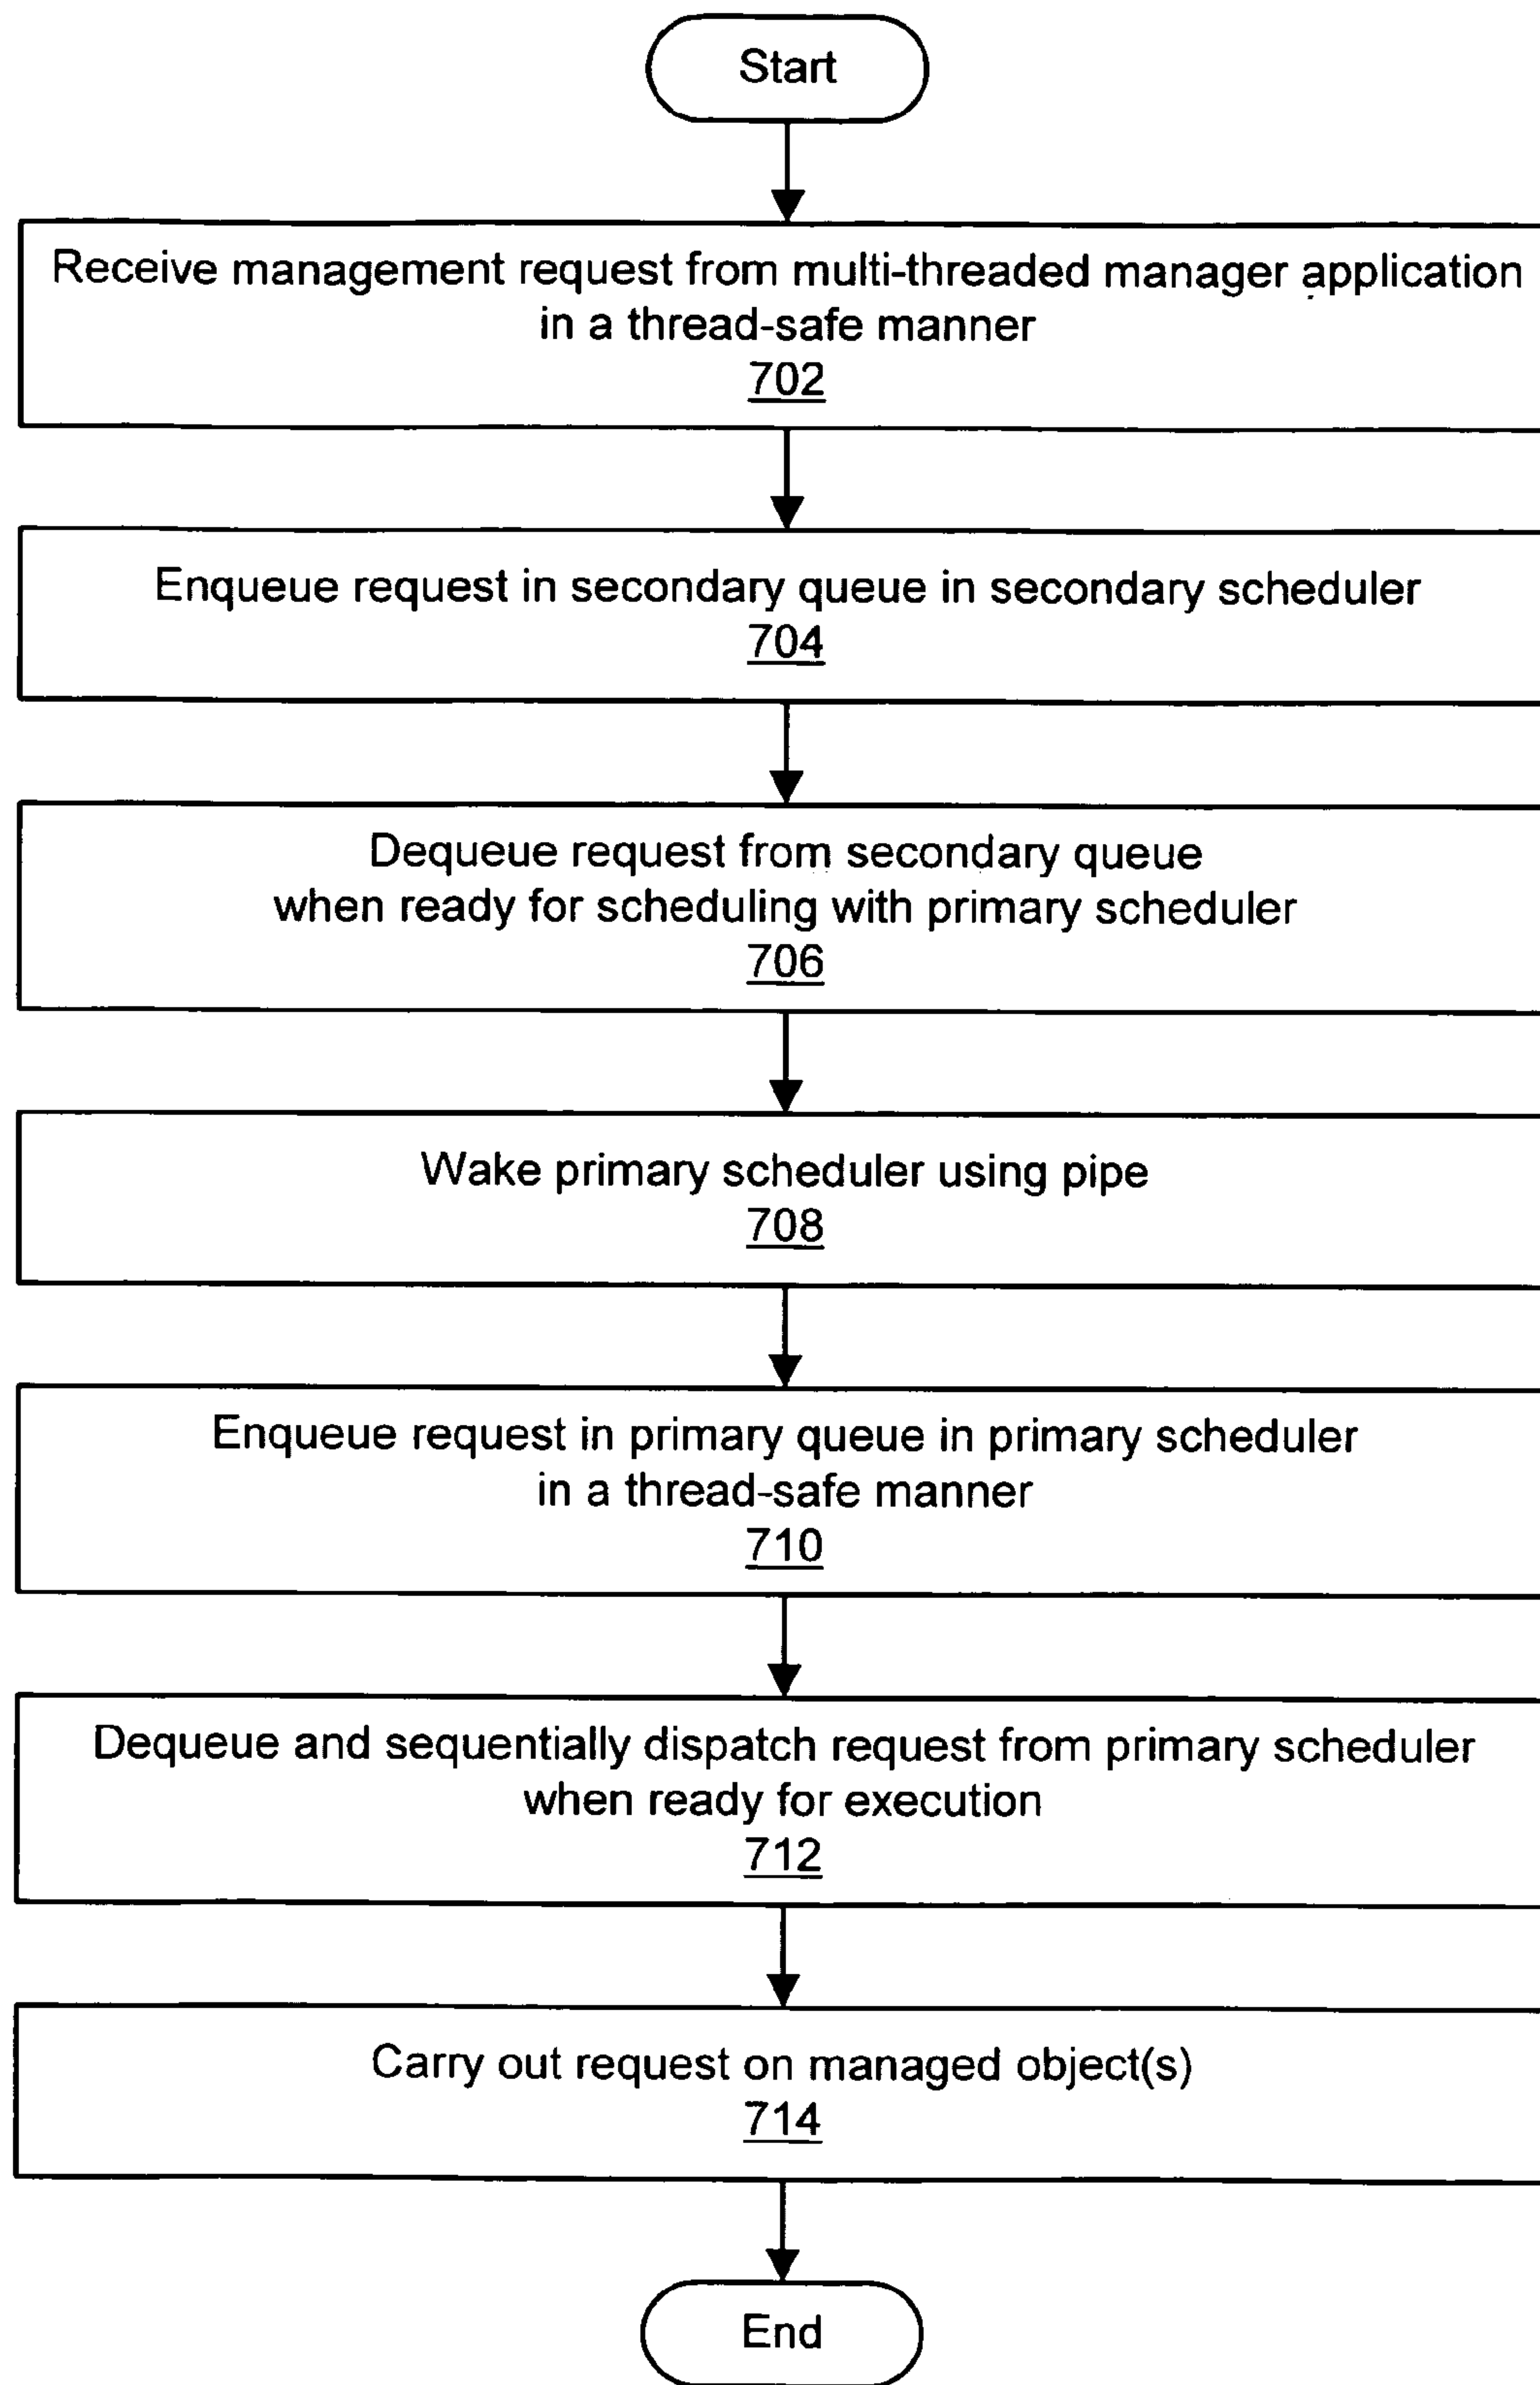 Start
Receive management request from multi-threaded manager application
in a thread-safe manner
702
Enqueue request in secondary queue in secondary scheduler
704
Dequeue request from secondary queue
when ready for scheduling with primary scheduler
706
Wake primary scheduler using pipe
708
Enqueue request in primary queue in primary scheduler
in a thread-safe manner
710
Dequeue and sequentially dispatch request from primary scheduler
when ready for execution
712
Carry out request on managed object(s)
714
End